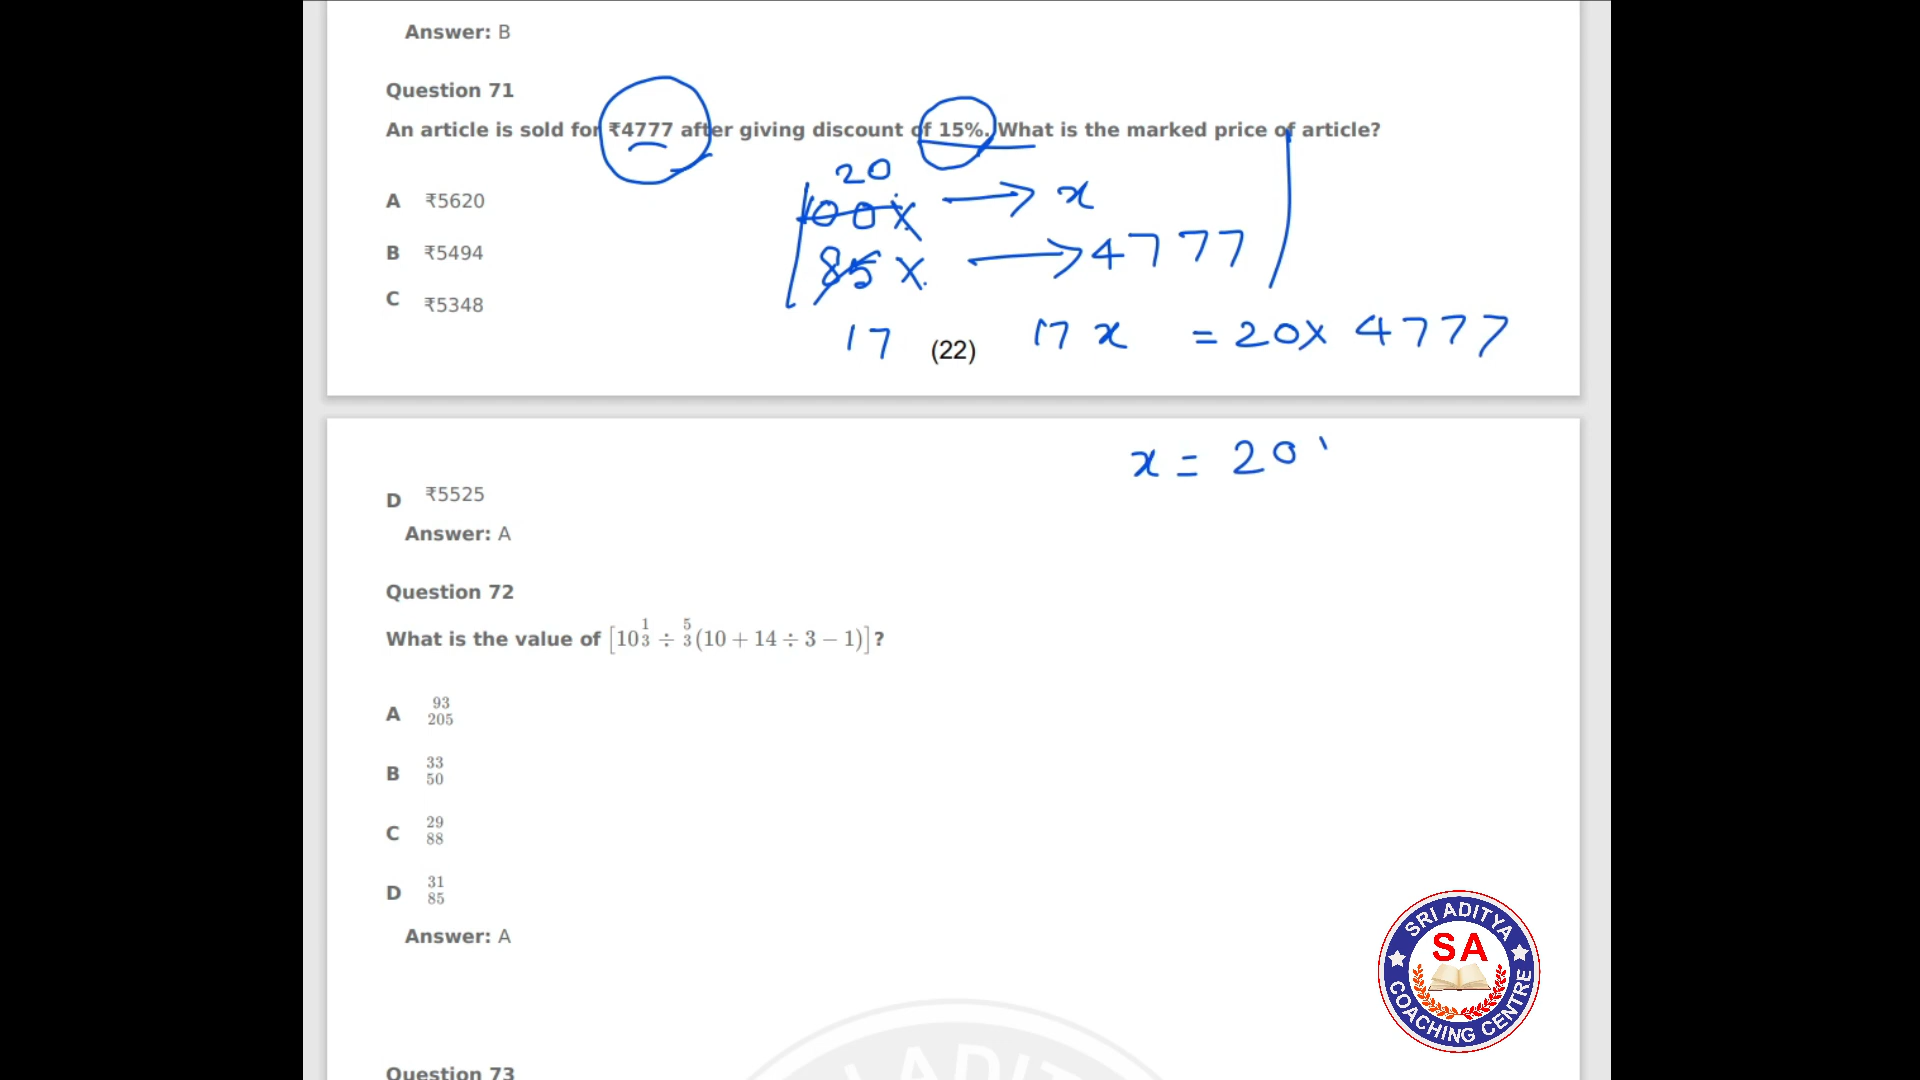 Answer: B
Question 71
An article is sold for ₹4777 after giving discount of 15%. What is the marked price of article?
20
A ₹5620
100x → x
B ₹5494
85x → 4777
C ₹5348
17 (22) 17x = 20x 4777
x = 20
D ₹5525
Answer: A
Question 72
What is the value of [10 1/3 ÷ 5/3 (10 + 14 ÷ 3 − 1)]?
A 93/205
B 33/50
C 29/88
D 31/85
Answer: A
SRI ADITYA
SA
COACHING CENTRE
I ADITY
Question 73